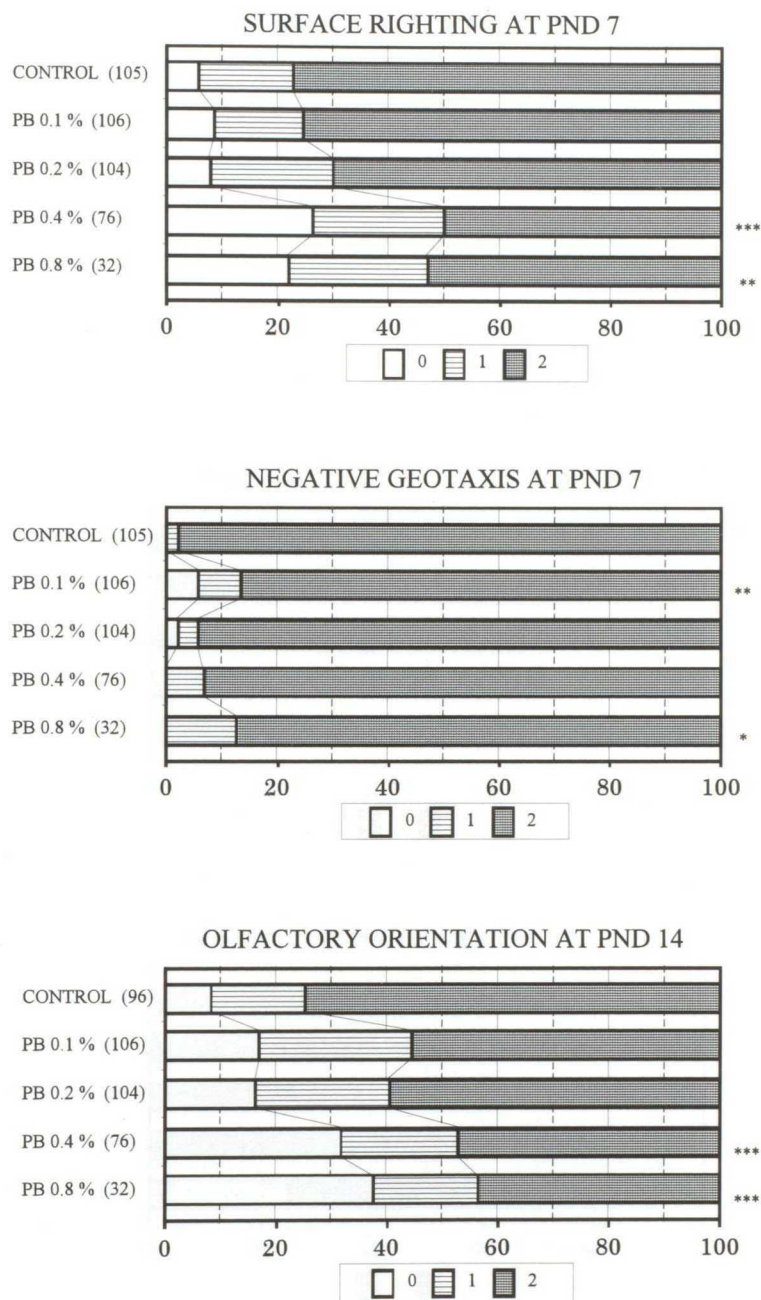 SURFACE RIGHTING AT PND 7
CONTROL (105)
PB 0.1 % (106)
PB 0.2 % (104)
PB 0.4 % (76) ***
PB 0.8 % (32) **
0 20 40 60 80 100
0 1 2
NEGATIVE GEOTAXIS AT PND 7
CONTROL (105)
PB 0.1 % (106) **
PB 0.2 % (104)
PB 0.4 % (76)
PB 0.8 % (32) *
0 20 40 60 80 100
0 1 2
OLFACTORY ORIENTATION AT PND 14
CONTROL (96)
PB 0.1 % (106)
PB 0.2 % (104)
PB 0.4 % (76) ***
PB 0.8 % (32) ***
0 20 40 60 80 100
0 1 2